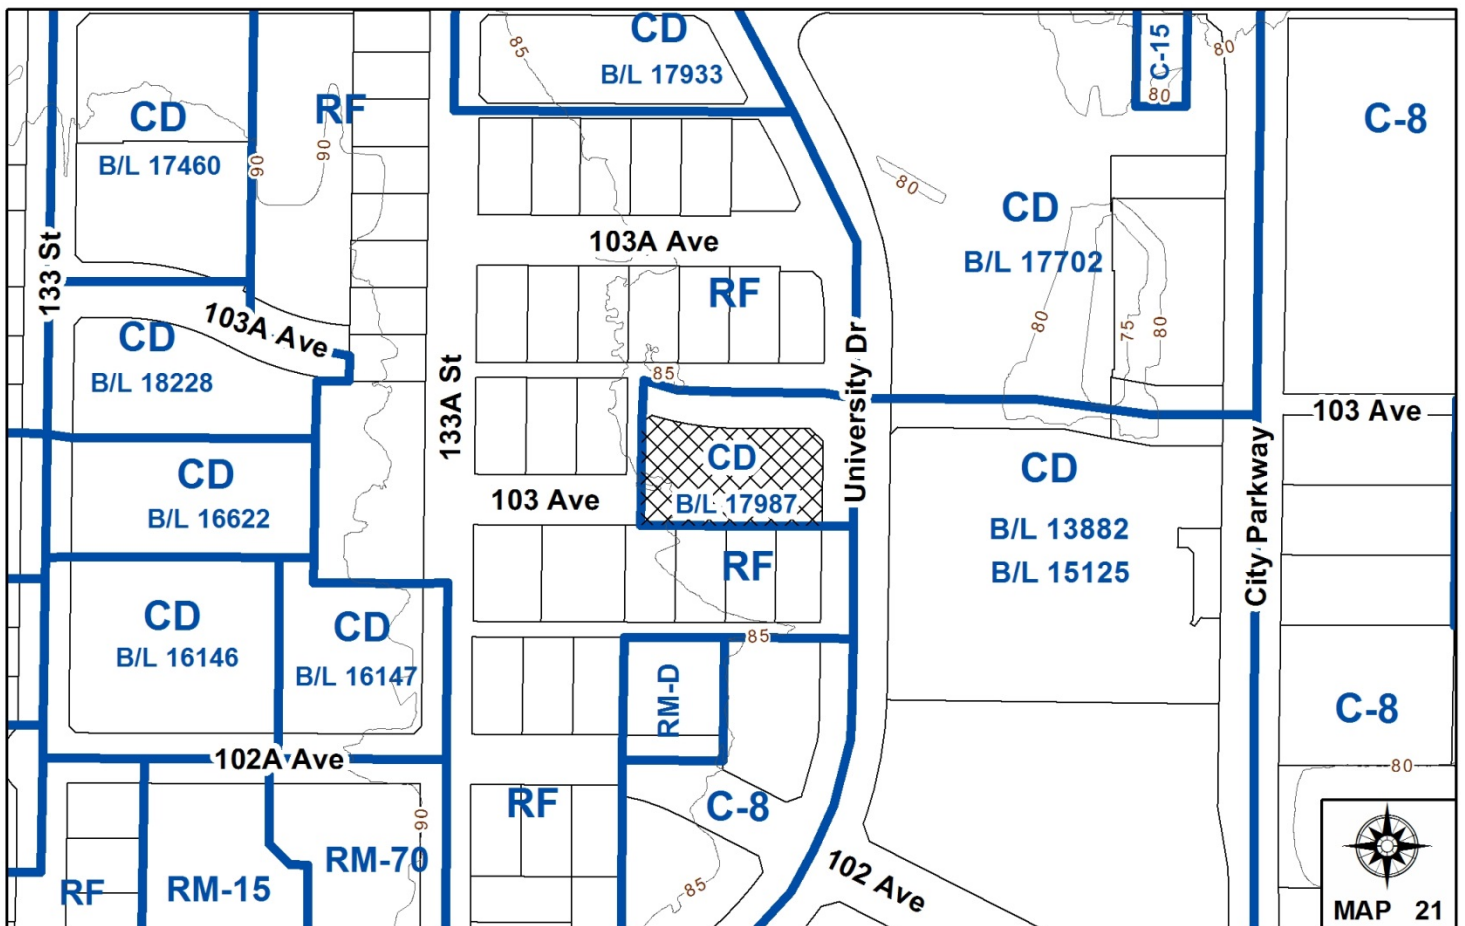 85
CD
B/L 17933
C-15
80
80
C-8
CD
B/L 17460
RF
90
90
80
CD
B/L 17702
133 St
103A Ave
RF
103A Ave
CD
B/L 18228
80
75
80
University Dr
133A St
85
103 Ave
CD
B/L 17987
CD
B/L 16622
103 Ave
CD
B/L 13882
B/L 15125
City Parkway
RF
CD
B/L 16146
CD
B/L 16147
85
RM-D
C-8
102A Ave
80
RF
C-8
90
RM-70
RF
RM-15
85
102 Ave
MAP 21